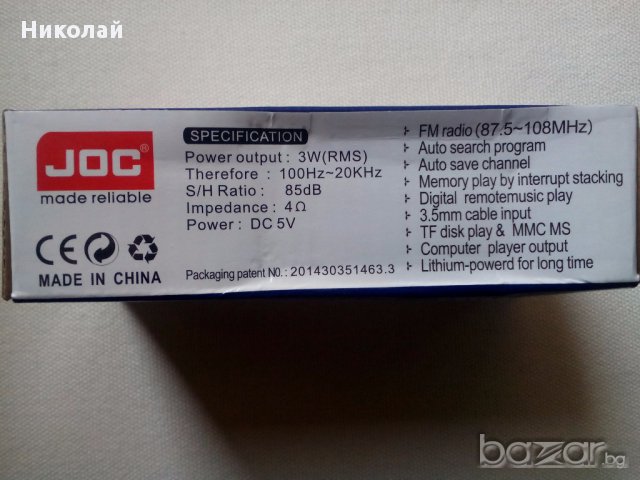 Николай
JOC®
made reliable
MADE IN CHINA
SPECIFICATION
Power output : 3W(RMS)
Therefore : 100Hz~20KHz
S/H Ratio : 85dB
Impedance : 4Ω
Power : DC 5V
Packaging patent NO.: 201430351463.3
FM radio (87.5~108MHz)
Auto search program
Auto save channel
Memory play by interrupt stacking
Digital remotemusic play
3.5mm cable input
TF disk play & MMC MS
Computer player output
Lithium-powerd for long time
bazar.bg